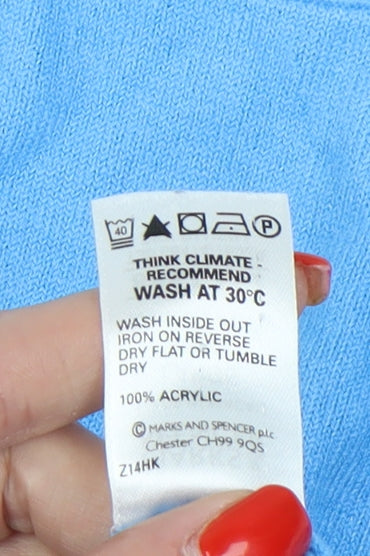 40
P
THINK CLIMATE -
RECOMMEND
WASH AT 30°C
WASH INSIDE OUT
IRON ON REVERSE
DRY FLAT OR TUMBLE
DRY
100% ACRYLIC
© MARKS AND SPENCER p.l.c
Chester CH99 9QS
Z14HK